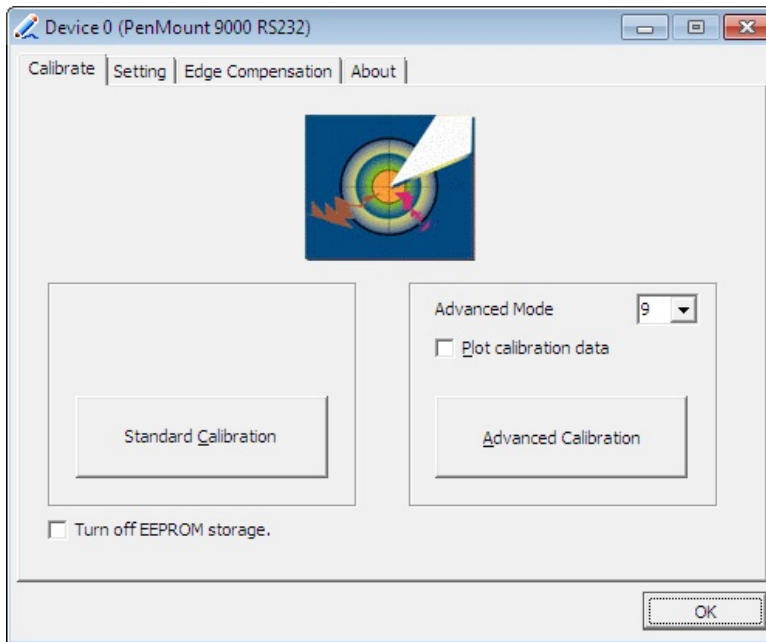 Device 0 (PenMount 9000 RS232)
Calibrate Setting Edge Compensation About
Advanced Mode 9
Plot calibration data
Standard Calibration
Advanced Calibration
Turn off EEPROM storage.
OK